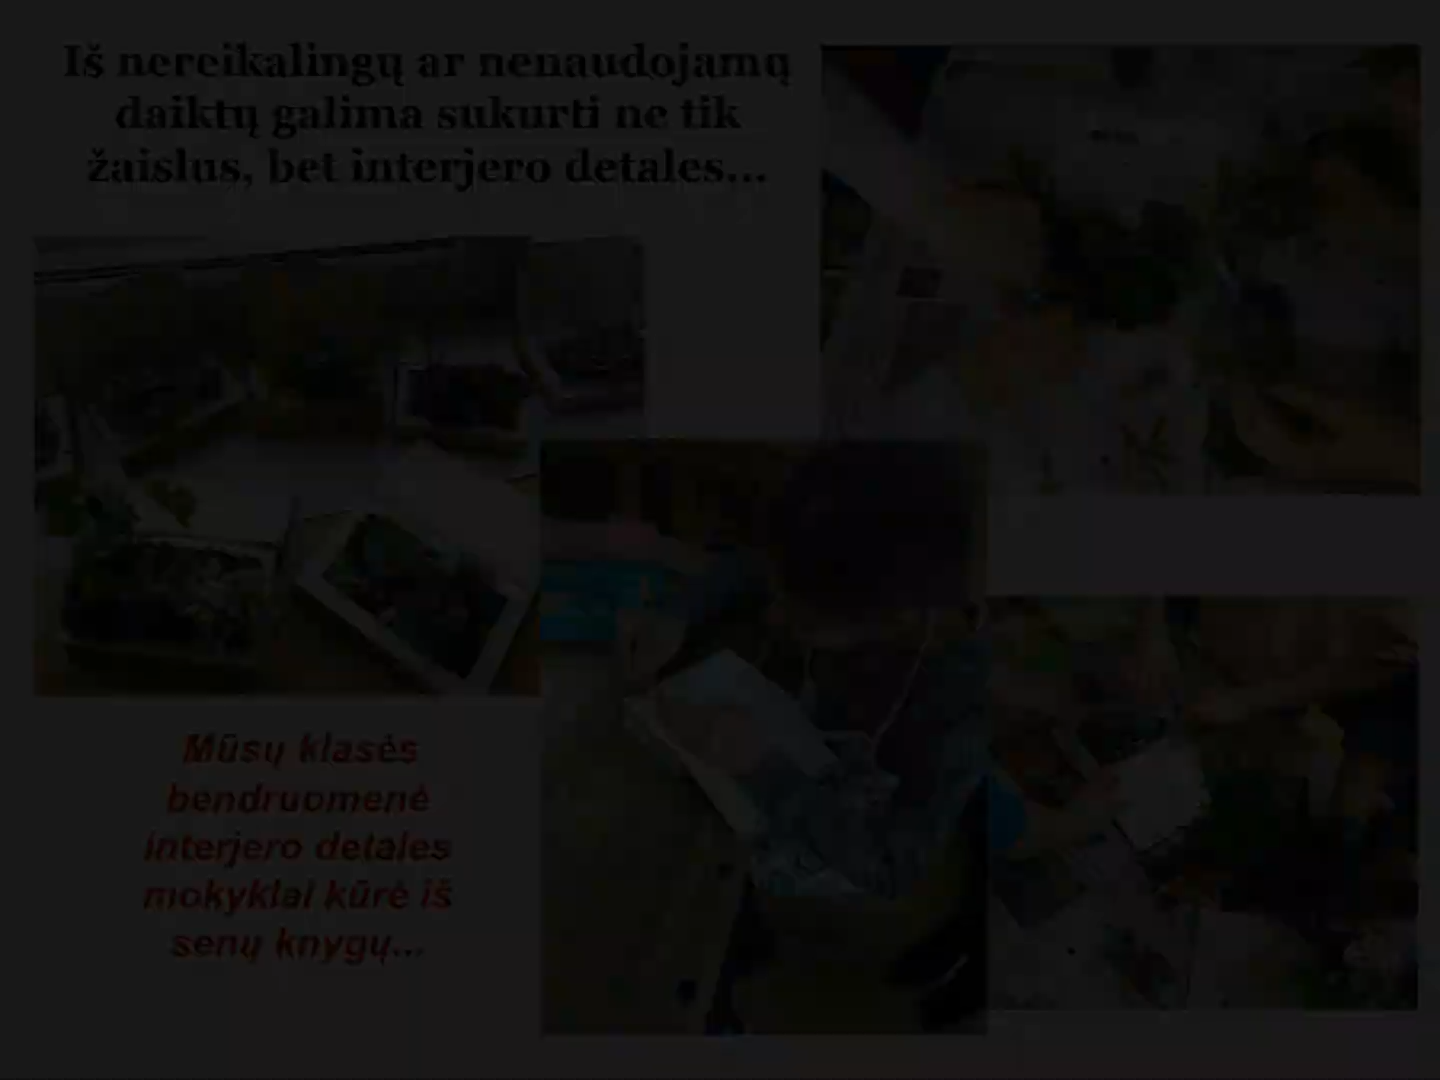 Iš nereikalingų ar nenaudojamų
daiktų galima sukurti ne tik
žaislus, bet interjero detales...
Mūsų klasės
bendruomenė
interjero detales
mokyklai kūrė iš
senų knygų...